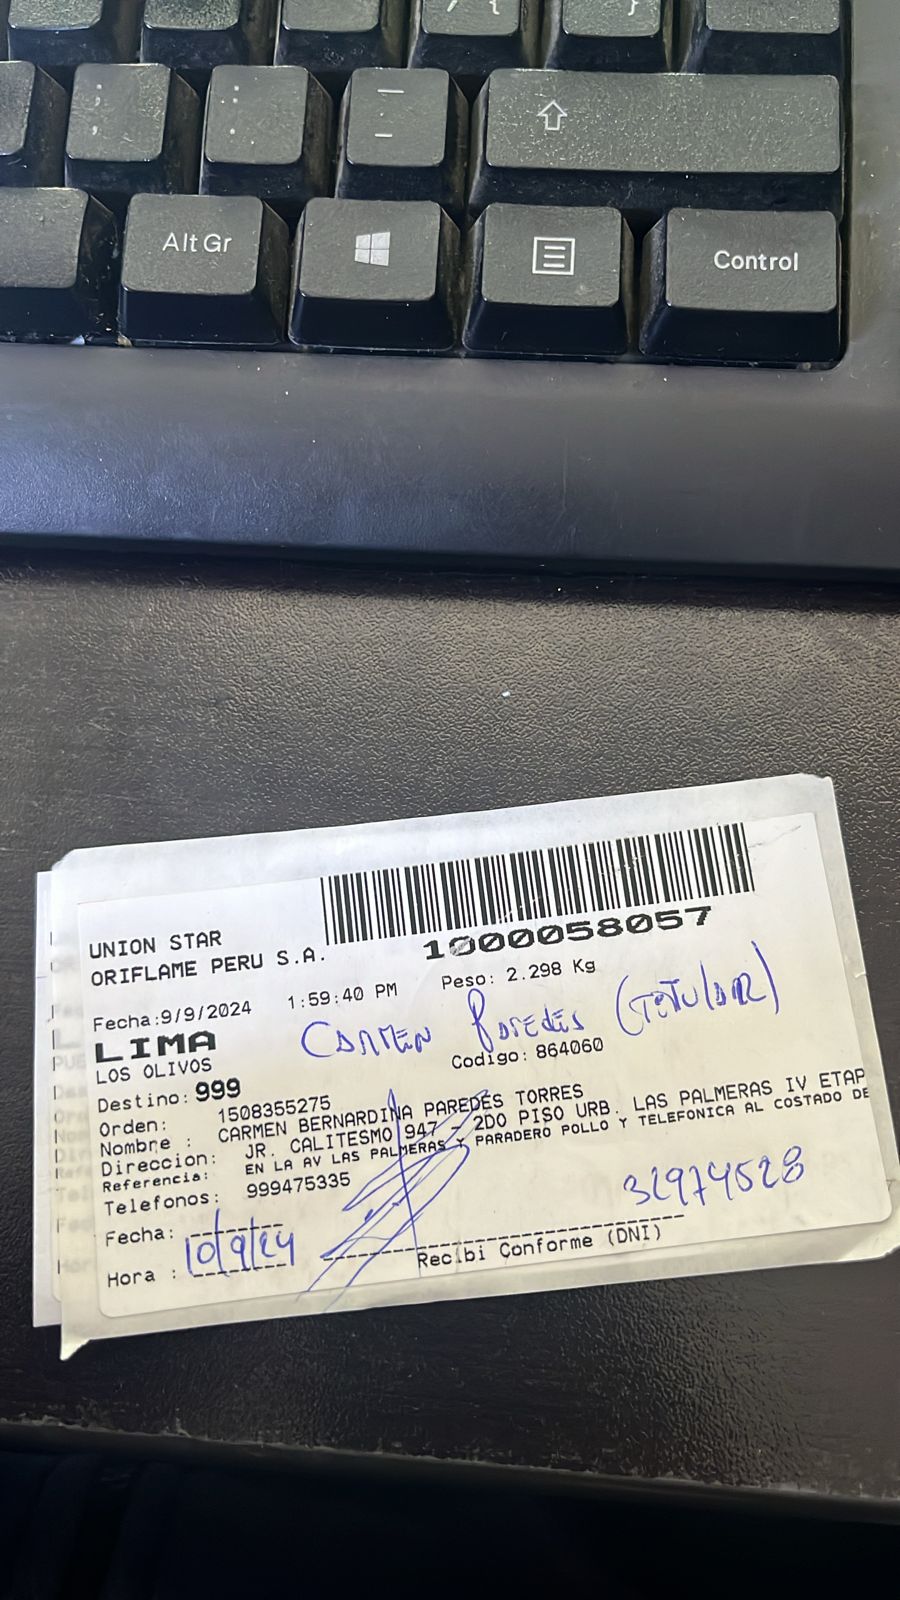 / {
}
;
,
:
.
—
-
Alt Gr
Control
1000058057
UNION STAR
ORIFLAME PERU S.A.
Fecha:9/9/2024 1:59:40 PM Peso: 2.298 Kg
LIMA CARMEN Paredes (TITULAR)
LOS OLIVOS Codigo: 864060
Destino: 999
Orden: 1508355275
Nombre : CARMEN BERNARDINA PAREDES TORRES
Direccion: JR. CALITESMO 947 - 2DO PISO URB. LAS PALMERAS IV ETAP
Referencia: EN LA AV LAS PALMERAS Y PARADERO POLLO Y TELEFONICA AL COSTADO DE
Telefonos: 999475335
Fecha: 10/9/24
Hora : Recibi Conforme (DNI)